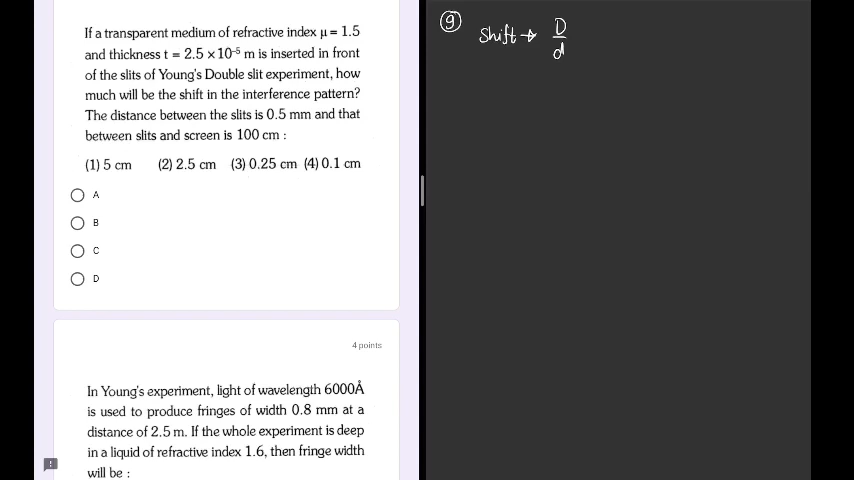 If a transparent medium of refractive index µ = 1.5
and thickness t = 2.5 × 10⁻⁵ m is inserted in front
of the slits of Young's Double slit experiment, how
much will be the shift in the interference pattern?
The distance between the slits is 0.5 mm and that
between slits and screen is 100 cm :
(1) 5 cm (2) 2.5 cm (3) 0.25 cm (4) 0.1 cm
A
B
C
D
4 points
In Young's experiment, light of wavelength 6000Å
is used to produce fringes of width 0.8 mm at a
distance of 2.5 m. If the whole experiment is deep
in a liquid of refractive index 1.6, then fringe width
will be :
9
Shift → D
d